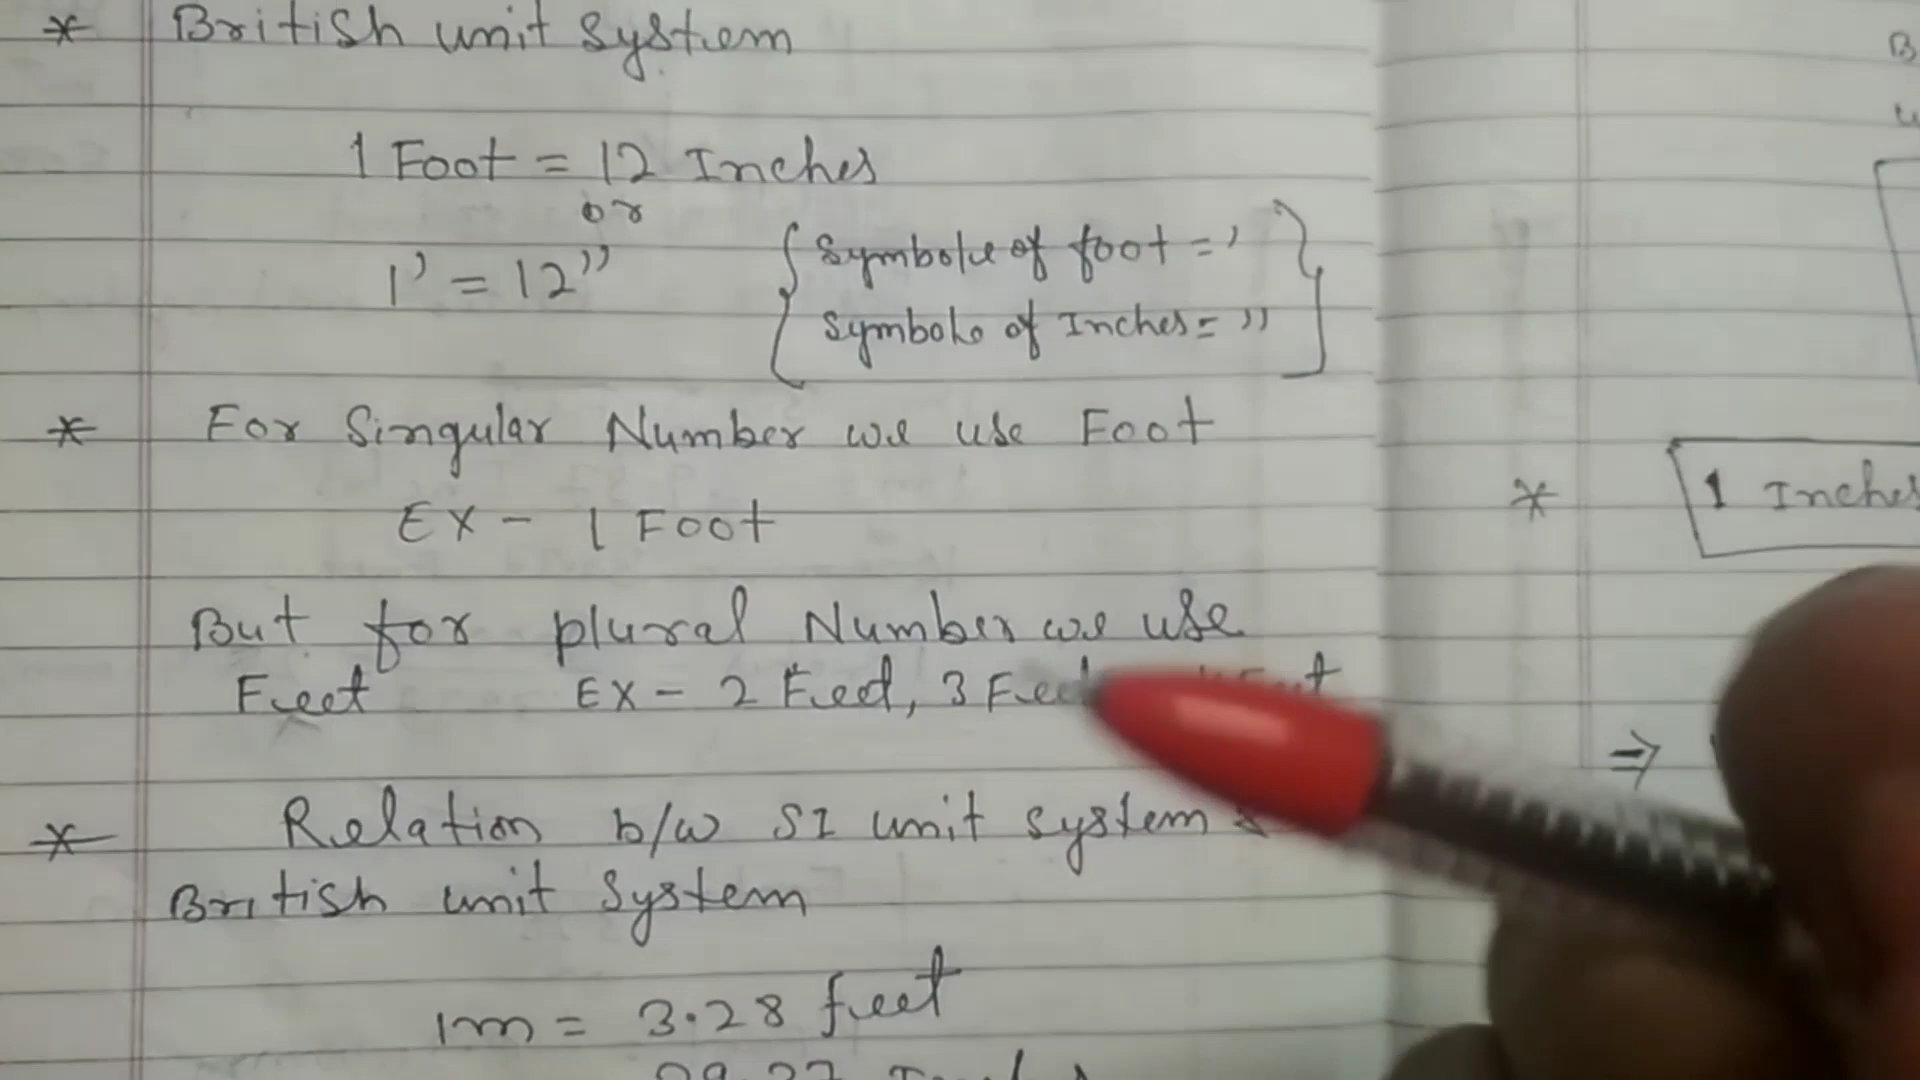 * British unit System
1 Foot = 12 Inches
or
1' = 12"
{ Symbole of foot = ' }
Symbole of Inches = "
* For Singular Number we use Foot
EX - 1 Foot
But for plural Number we use
Feet EX - 2 Feet, 3 Feet
* Relation b/w SI unit system &
British unit System
1m = 3.28 feet
* 1 Inches
⇒